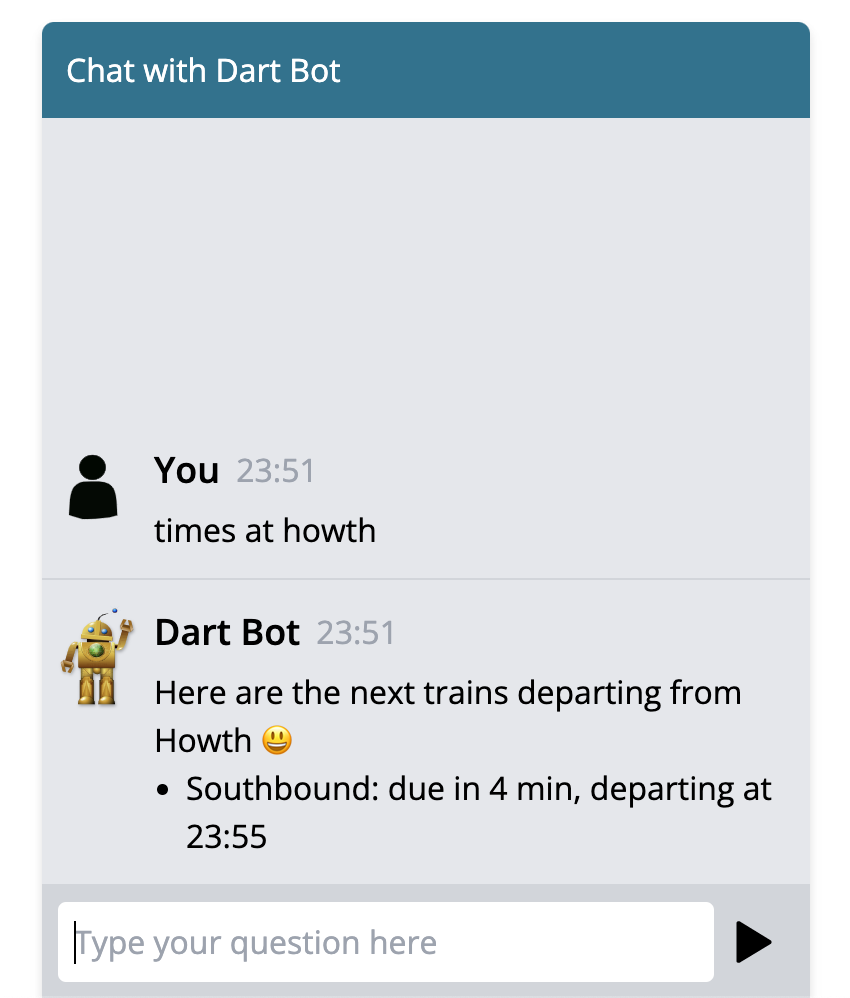 Chat with Dart Bot
You 23:51
times at howth
Dart Bot 23:51
Here are the next trains departing from
Howth 😃
• Southbound: due in 4 min, departing at
23:55
Type your question here